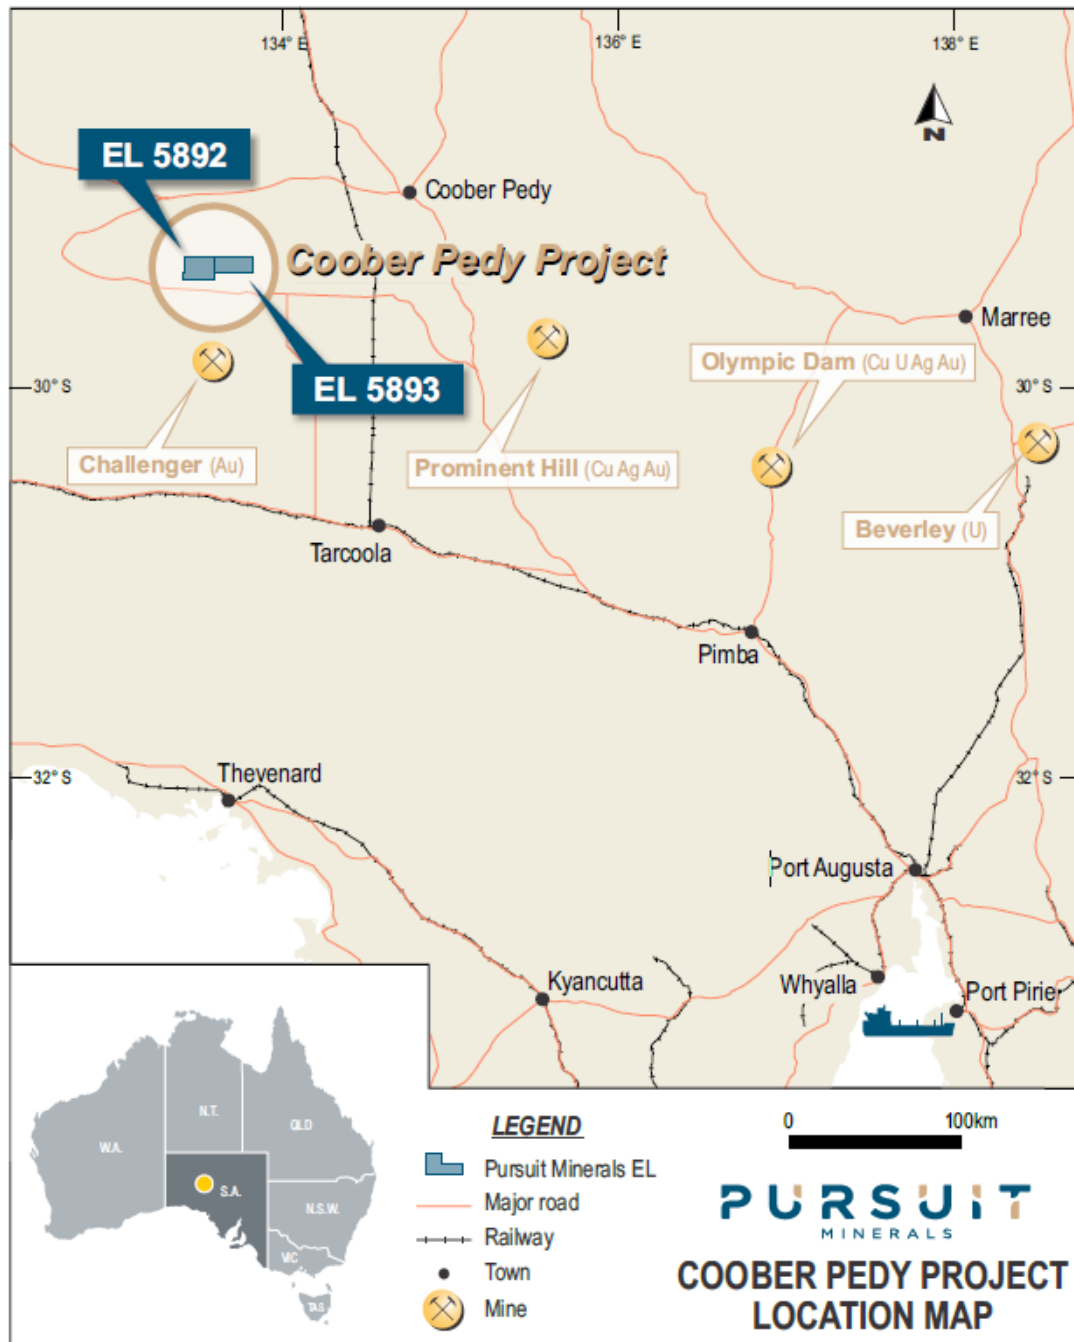 134° E
136° E
138° E
N
EL 5892
Coober Pedy
Coober Pedy Project
Marree
Olympic Dam (Cu U Ag Au)
30° S
30° S
EL 5893
Challenger (Au)
Prominent Hill (Cu Ag Au)
Beverley (U)
Tarcoola
Pimba
32° S
32° S
Thevenard
Port Augusta
Kyancutta
Whyalla
Port Pirie
W.A.
N.T.
QLD
S.A.
N.S.W.
VIC
TAS
LEGEND
Pursuit Minerals EL
Major road
Railway
Town
Mine
0 100km
PURSUIT
MINERALS
COOBER PEDY PROJECT
LOCATION MAP